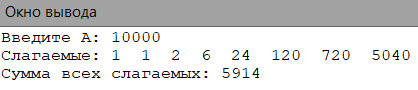 Окно вывода
Введите A: 10000
Слагаемые: 1 1 2 6 24 120 720 5040
Сумма всех слагаемых: 5914